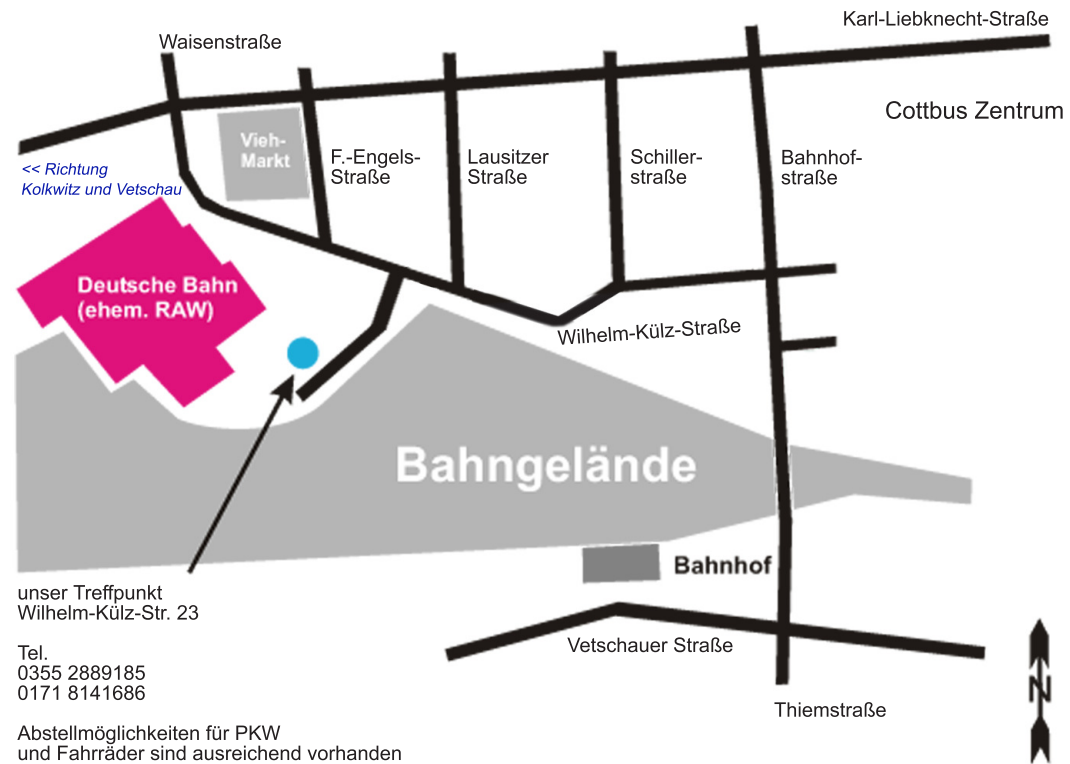 Karl-Liebknecht-Straße
Waisenstraße
Cottbus Zentrum
Vieh-
Markt
F.-Engels-
Straße
Lausitzer
Straße
Schiller-
straße
Bahnhof-
straße
<< Richtung
Kolkwitz und Vetschau
Deutsche Bahn
(ehem. RAW)
Wilhelm-Külz-Straße
Bahngelände
Bahnhof
unser Treffpunkt
Wilhelm-Külz-Str. 23
Vetschauer Straße
Tel.
0355 2889185
0171 8141686
N
Thiemstraße
Abstellmöglichkeiten für PKW
und Fahrräder sind ausreichend vorhanden